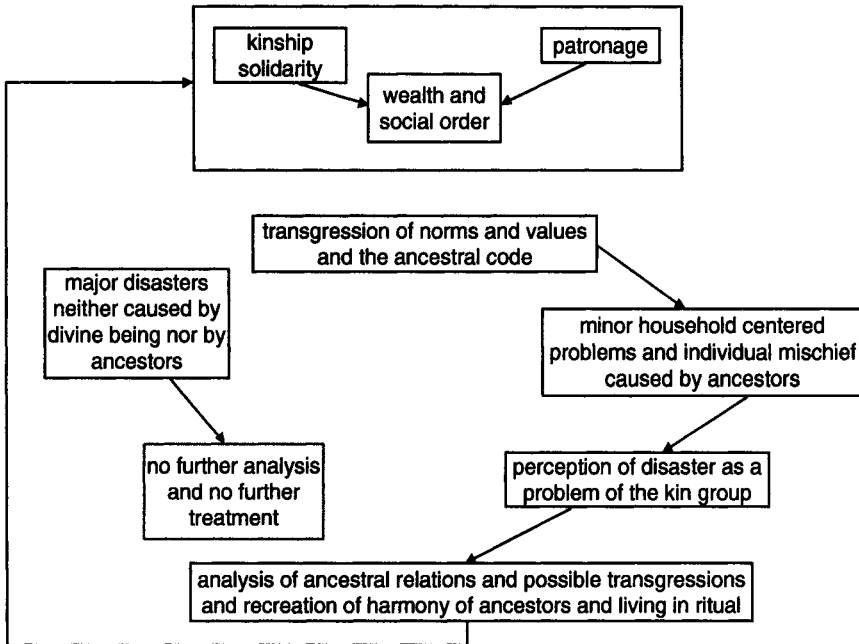 kinship
solidarity
patronage
wealth and
social order
transgression of norms and values
and the ancestral code
major disasters
neither caused by
divine being nor by
ancestors
minor household centered
problems and individual mischief
caused by ancestors
no further analysis
and no further
treatment
perception of disaster as a
problem of the kin group
analysis of ancestral relations and possible transgressions
and recreation of harmony of ancestors and living in ritual